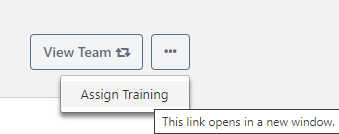 View Team
Assign Training
This link opens in a new window.